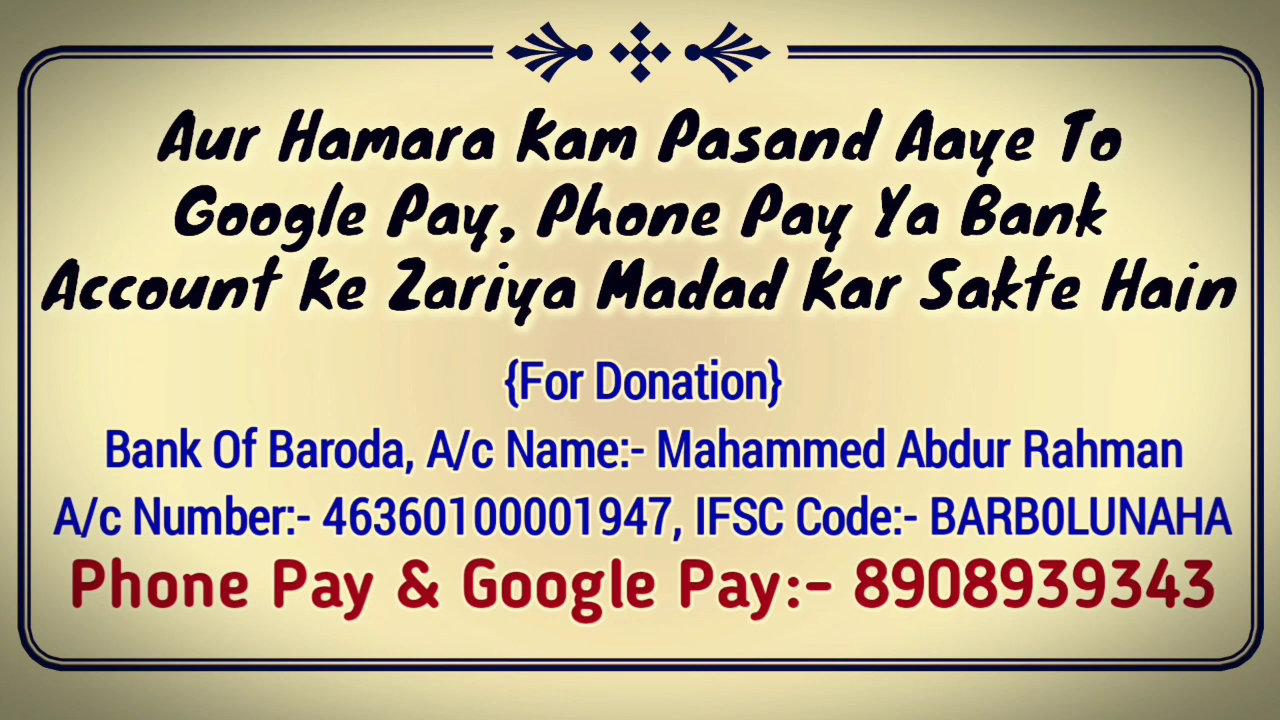 Aur Hamara Kam Pasand Aaye To
Google Pay, Phone Pay Ya Bank
Account Ke Zariya Madad Kar Sakte Hain
{For Donation}
Bank Of Baroda, A/c Name:- Mahammed Abdur Rahman
A/c Number:- 46360100001947, IFSC Code:- BARB0LUNAHA
Phone Pay & Google Pay:- 8908939343